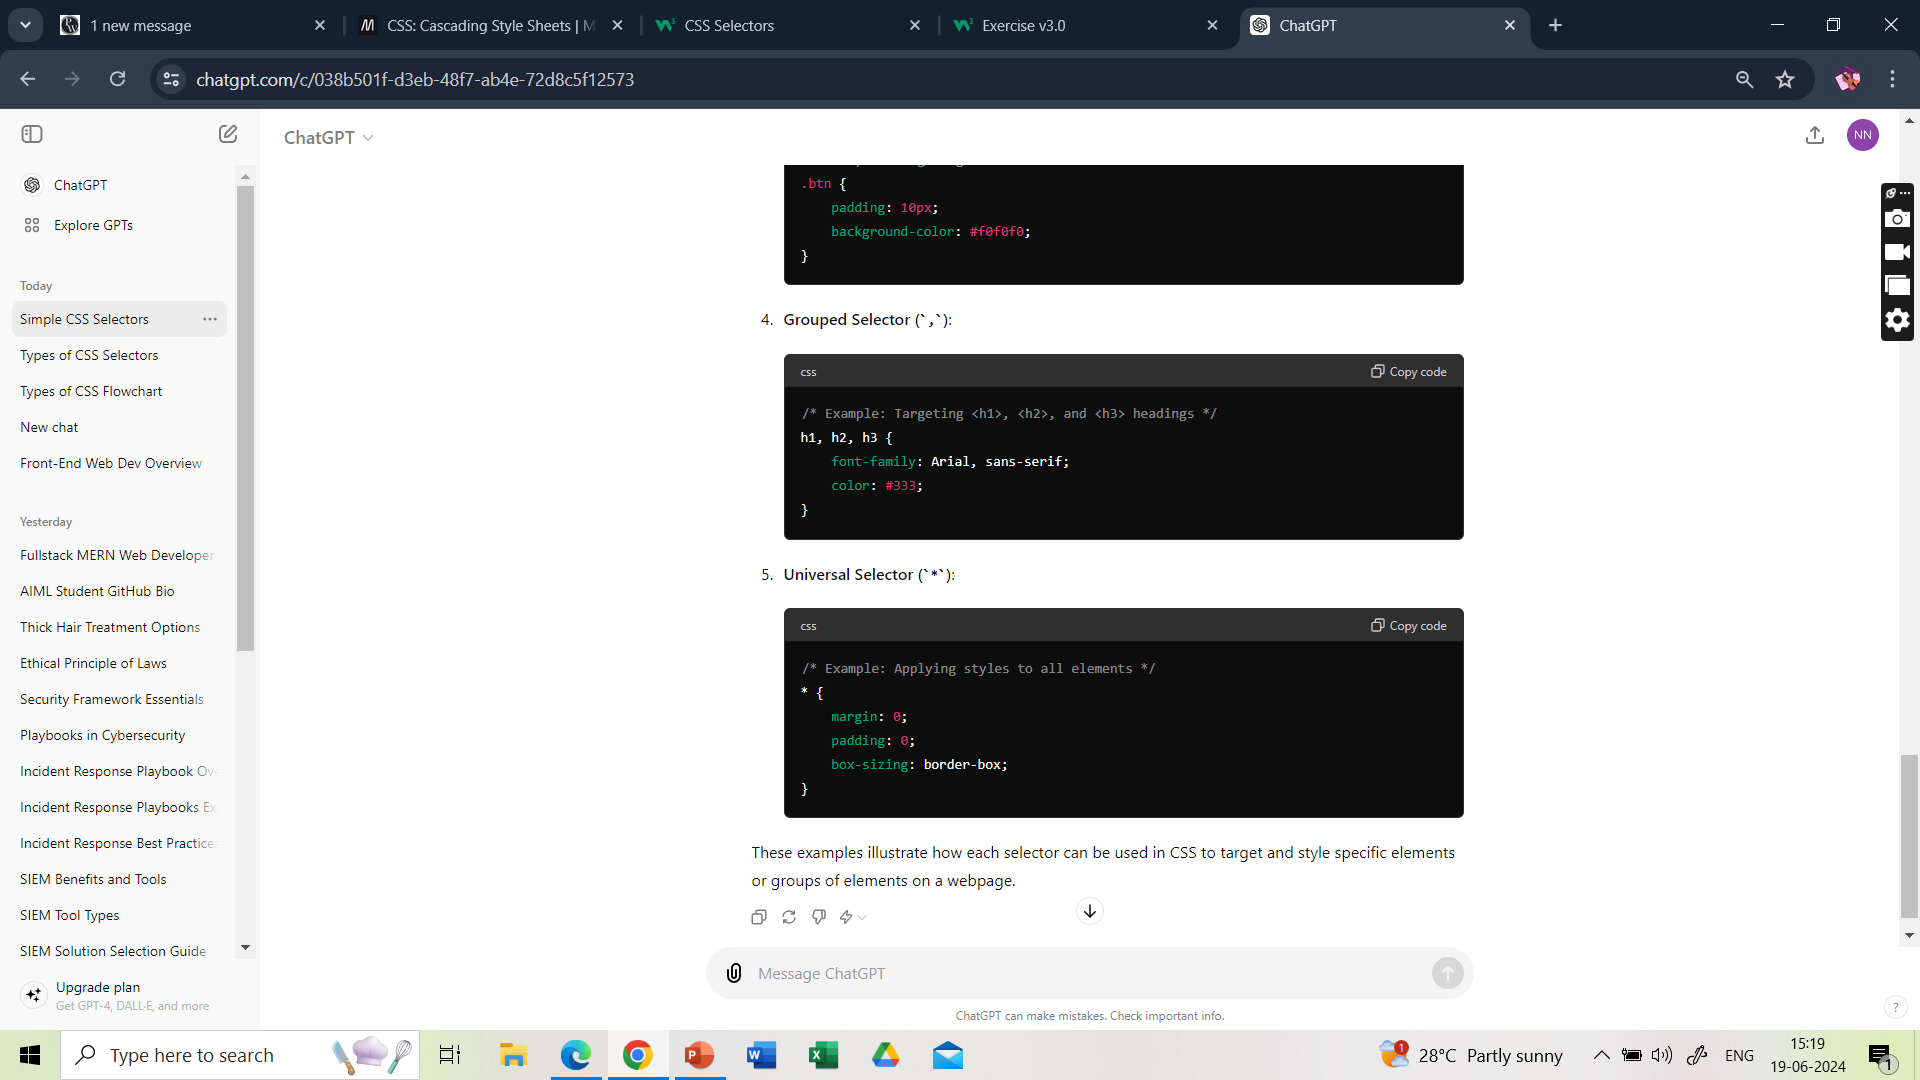 1 new message
CSS: Cascading Style Sheets | M
CSS Selectors
Exercise v3.0
ChatGPT
chatgpt.com/c/038b501f-d3eb-48f7-ab4e-72d8c5f12573
ChatGPT
NN
ChatGPT
Explore GPTs
Today
Simple CSS Selectors
Types of CSS Selectors
Types of CSS Flowchart
New chat
Front-End Web Dev Overview
Yesterday
Fullstack MERN Web Developer
AIML Student GitHub Bio
Thick Hair Treatment Options
Ethical Principle of Laws
Security Framework Essentials
Playbooks in Cybersecurity
Incident Response Playbook Ove
Incident Response Playbooks Ex
Incident Response Best Practices
SIEM Benefits and Tools
SIEM Tool Types
SIEM Solution Selection Guide
Upgrade plan
Get GPT-4, DALL·E, and more
.btn {
padding: 10px;
background-color: #f0f0f0;
}
4. Grouped Selector (`,`):
css
Copy code
/* Example: Targeting <h1>, <h2>, and <h3> headings */
h1, h2, h3 {
font-family: Arial, sans-serif;
color: #333;
}
5. Universal Selector (`*`):
css
Copy code
/* Example: Applying styles to all elements */
* {
margin: 0;
padding: 0;
box-sizing: border-box;
}
These examples illustrate how each selector can be used in CSS to target and style specific elements
or groups of elements on a webpage.
Message ChatGPT
ChatGPT can make mistakes. Check important info.
?
Type here to search
1
28°C Partly sunny
ENG
15:19
19-06-2024
1